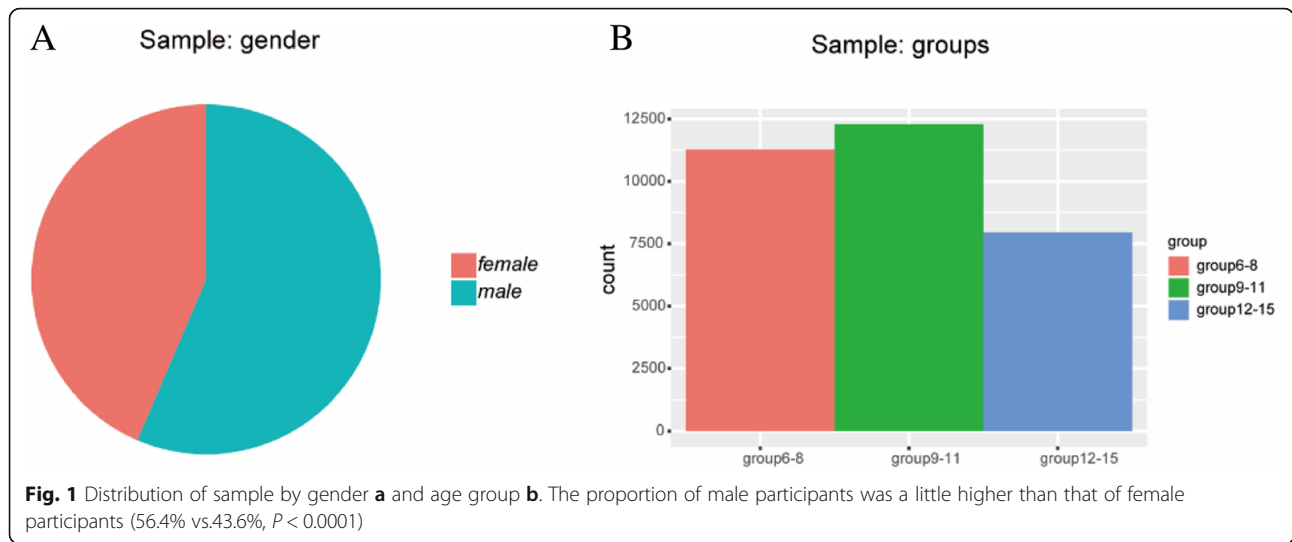 A
Sample: gender
female
male
B
Sample: groups
12500
10000
7500
5000
2500
0
count
group6-8
group9-11
group12-15
group
group6-8
group9-11
group12-15
Fig. 1 Distribution of sample by gender a and age group b. The proportion of male participants was a little higher than that of female
participants (56.4% vs.43.6%, P < 0.0001)